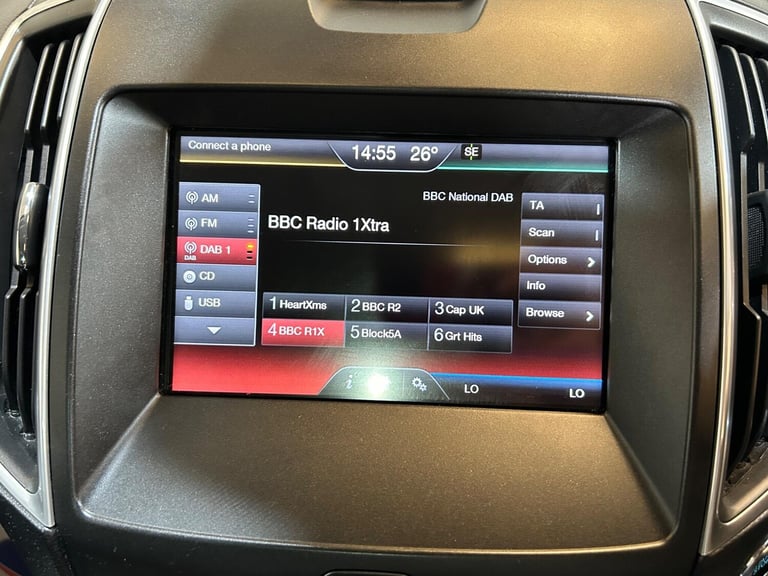 Connect a phone
14:55 26° SE
BBC National DAB
AM
FM
DAB 1
DAB
CD
USB
BBC Radio 1Xtra
TA
Scan
Options
Info
Browse
1 HeartXms 2 BBC R2 3 Cap UK
4 BBC R1X 5 Block5A 6 Grt Hits
i LO LO